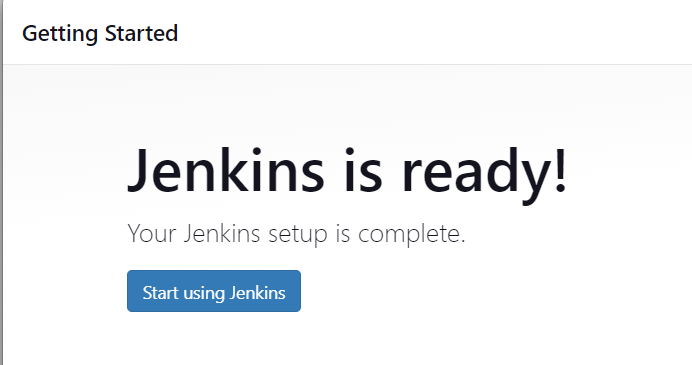 Getting Started
Jenkins is ready!
Your Jenkins setup is complete.
Start using Jenkins